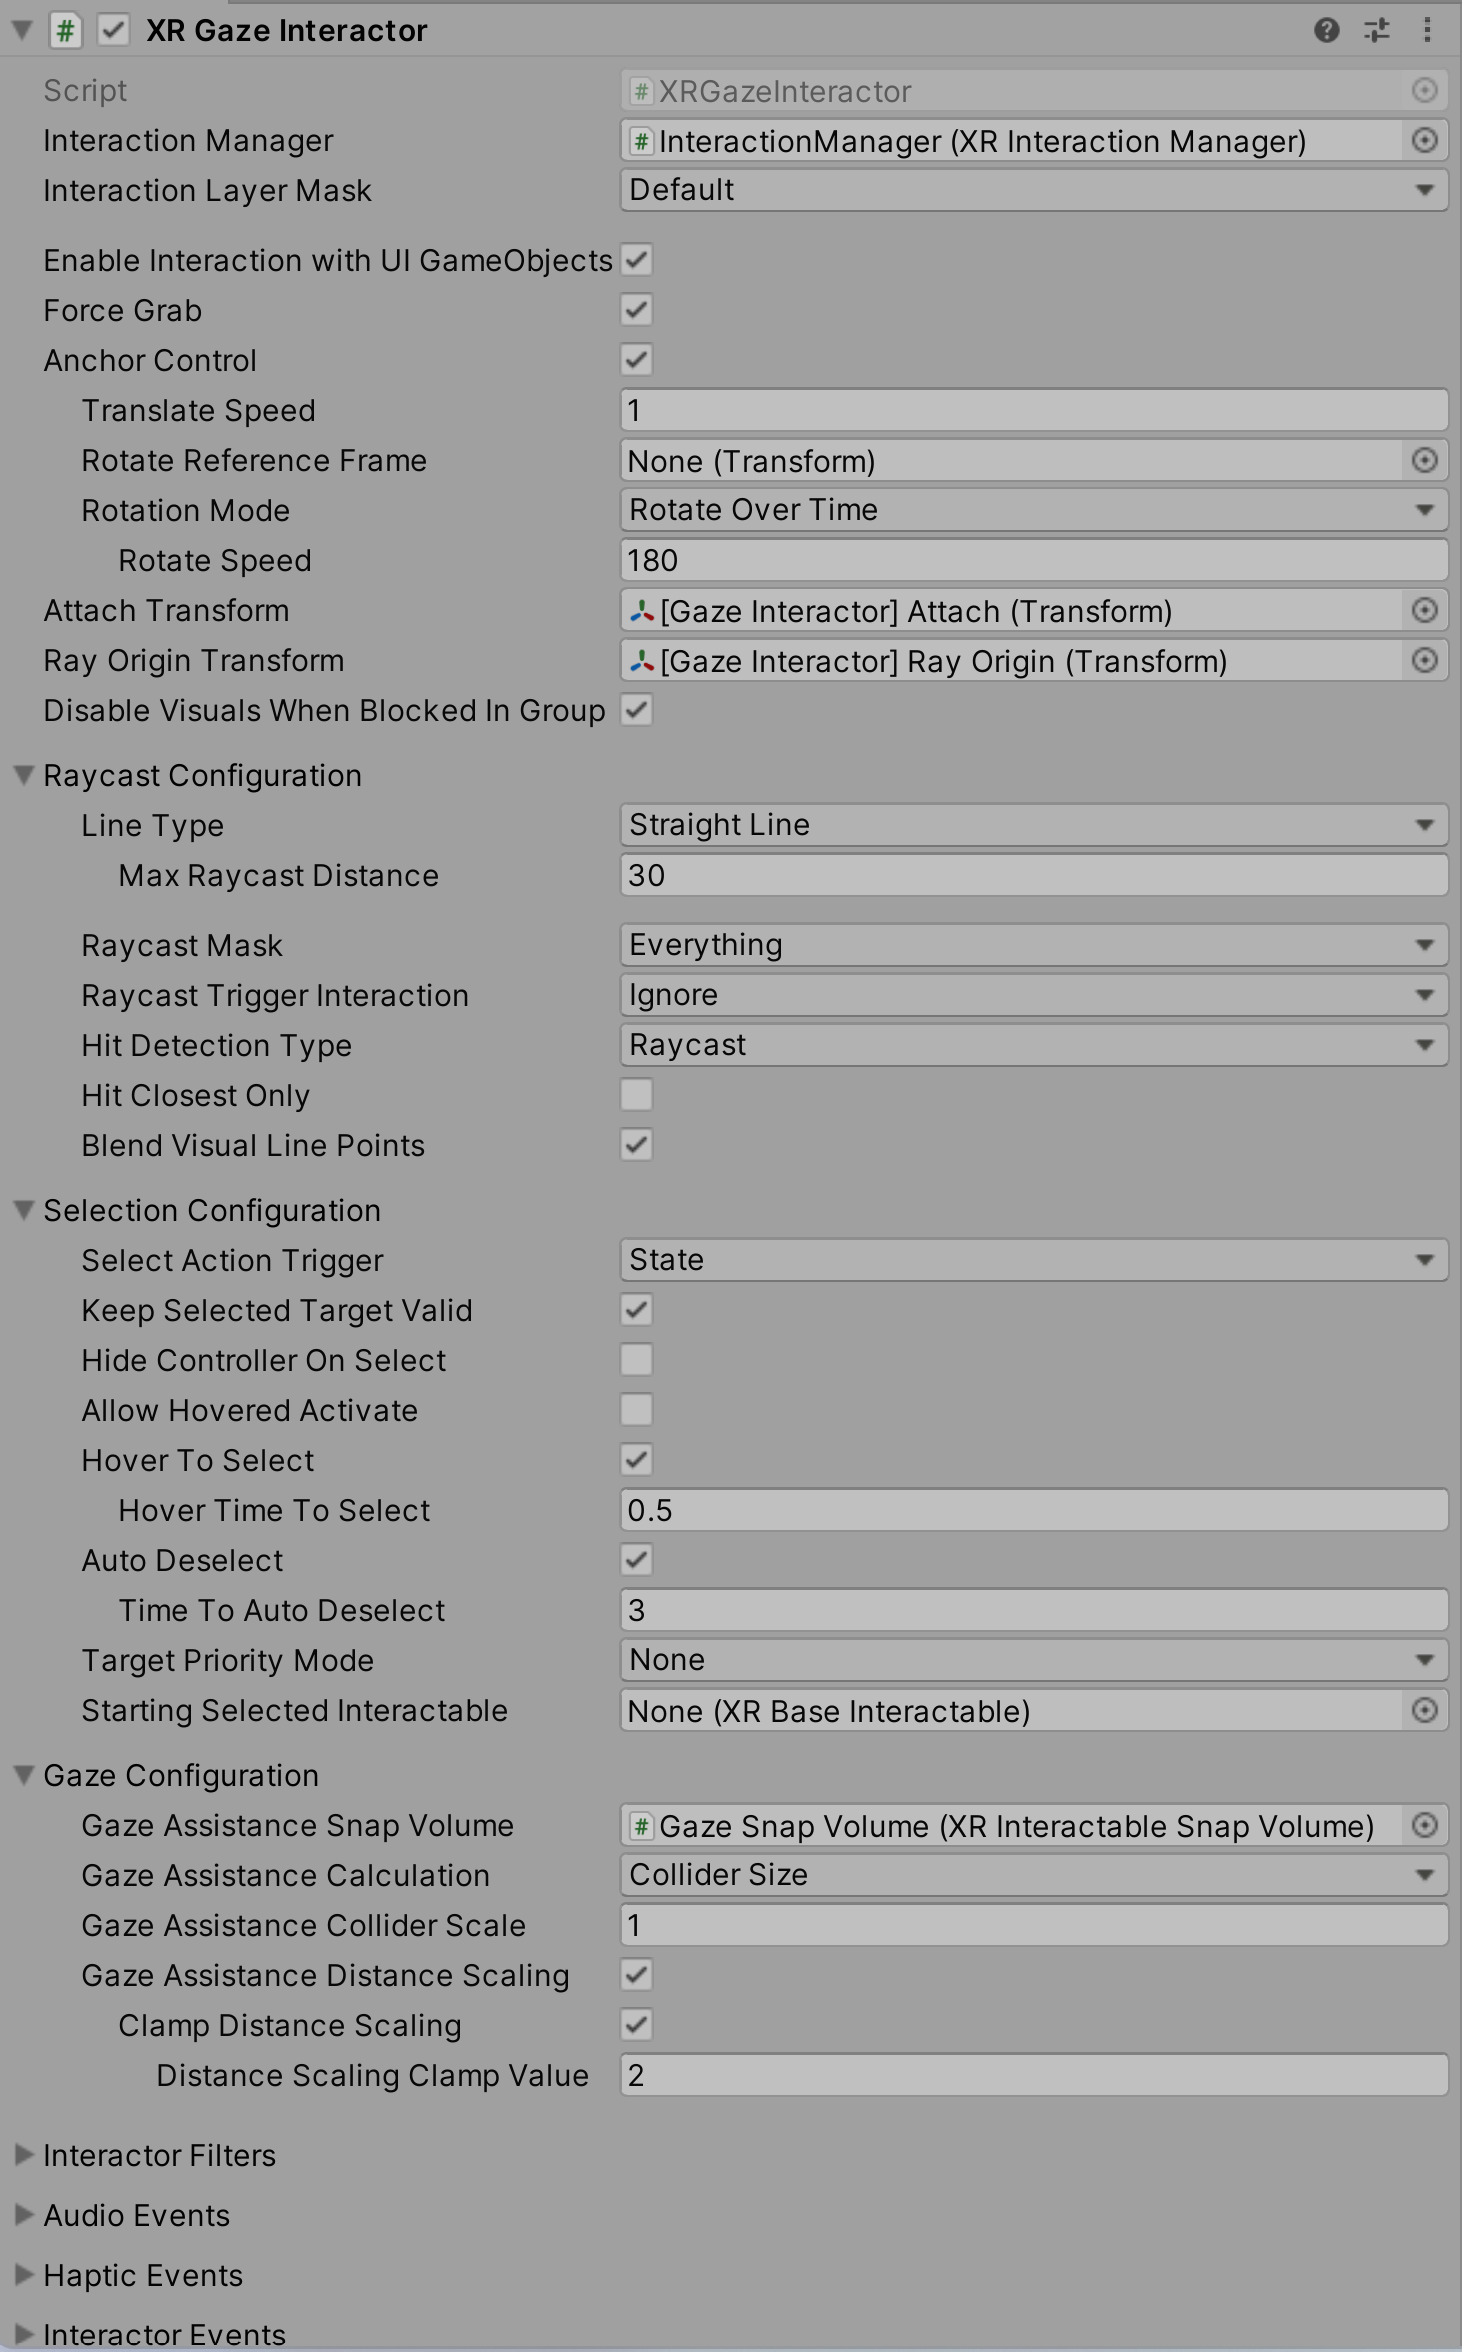 XR Gaze Interactor
Script XRGazeInteractor
Interaction Manager InteractionManager (XR Interaction Manager)
Interaction Layer Mask Default
Enable Interaction with UI GameObjects
Force Grab
Anchor Control
Translate Speed 1
Rotate Reference Frame None (Transform)
Rotation Mode Rotate Over Time
Rotate Speed 180
Attach Transform [Gaze Interactor] Attach (Transform)
Ray Origin Transform [Gaze Interactor] Ray Origin (Transform)
Disable Visuals When Blocked In Group
Raycast Configuration
Line Type Straight Line
Max Raycast Distance 30
Raycast Mask Everything
Raycast Trigger Interaction Ignore
Hit Detection Type Raycast
Hit Closest Only
Blend Visual Line Points
Selection Configuration
Select Action Trigger State
Keep Selected Target Valid
Hide Controller On Select
Allow Hovered Activate
Hover To Select
Hover Time To Select 0.5
Auto Deselect
Time To Auto Deselect 3
Target Priority Mode None
Starting Selected Interactable None (XR Base Interactable)
Gaze Configuration
Gaze Assistance Snap Volume Gaze Snap Volume (XR Interactable Snap Volume)
Gaze Assistance Calculation Collider Size
Gaze Assistance Collider Scale 1
Gaze Assistance Distance Scaling
Clamp Distance Scaling
Distance Scaling Clamp Value 2
Interactor Filters
Audio Events
Haptic Events
Interactor Events